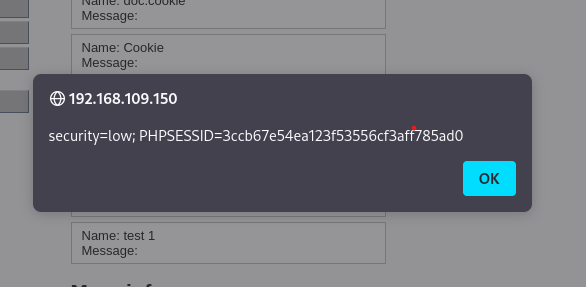 Name: doc.cookie
Message:
Name: Cookie
Message:
192.168.109.150
security=low; PHPSESSID=3ccb67e54ea123f53556cf3aff785ad0
OK
Name: test 1
Message: